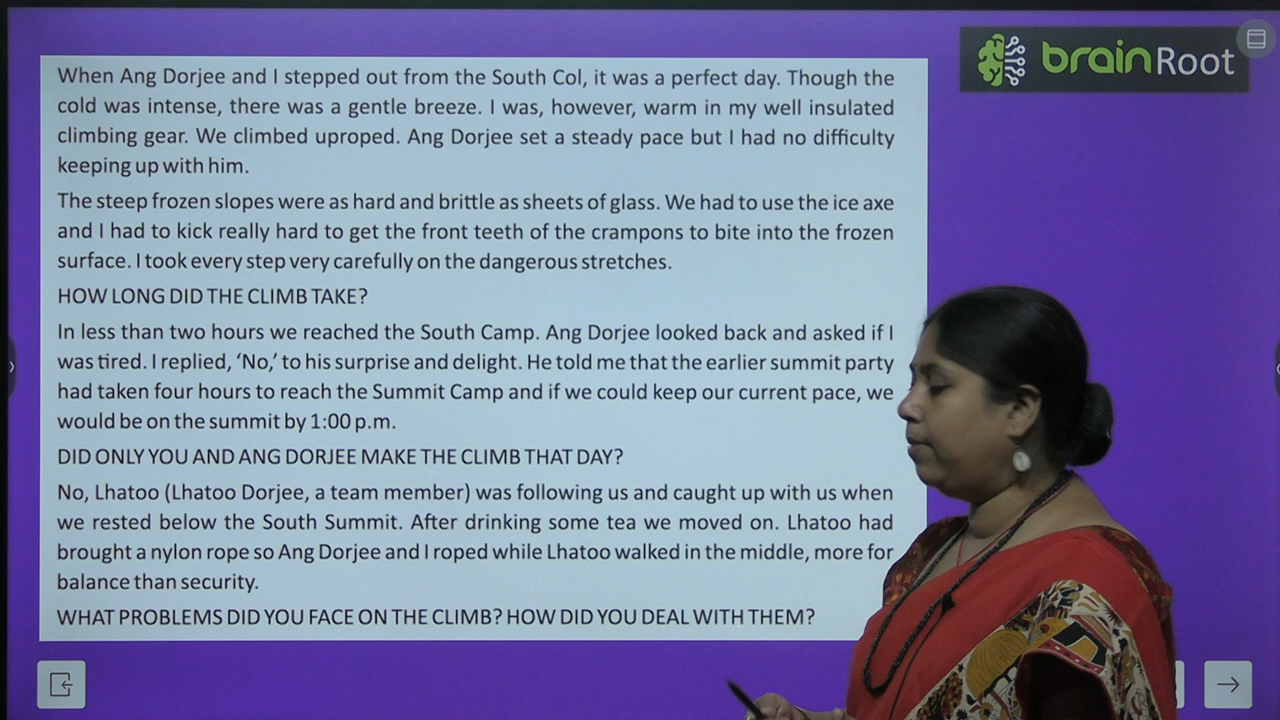 brainRoot
When Ang Dorjee and I stepped out from the South Col, it was a perfect day. Though the
cold was intense, there was a gentle breeze. I was, however, warm in my well insulated
climbing gear. We climbed uproped. Ang Dorjee set a steady pace but I had no difficulty
keeping up with him.
The steep frozen slopes were as hard and brittle as sheets of glass. We had to use the ice axe
and I had to kick really hard to get the front teeth of the crampons to bite into the frozen
surface. I took every step very carefully on the dangerous stretches.
HOW LONG DID THE CLIMB TAKE?
In less than two hours we reached the South Camp. Ang Dorjee looked back and asked if I
was tired. I replied, ‘No,’ to his surprise and delight. He told me that the earlier summit party
had taken four hours to reach the Summit Camp and if we could keep our current pace, we
would be on the summit by 1:00 p.m.
DID ONLY YOU AND ANG DORJEE MAKE THE CLIMB THAT DAY?
No, Lhatoo (Lhatoo Dorjee, a team member) was following us and caught up with us when
we rested below the South Summit. After drinking some tea we moved on. Lhatoo had
brought a nylon rope so Ang Dorjee and I roped while Lhatoo walked in the middle, more for
balance than security.
WHAT PROBLEMS DID YOU FACE ON THE CLIMB? HOW DID YOU DEAL WITH THEM?